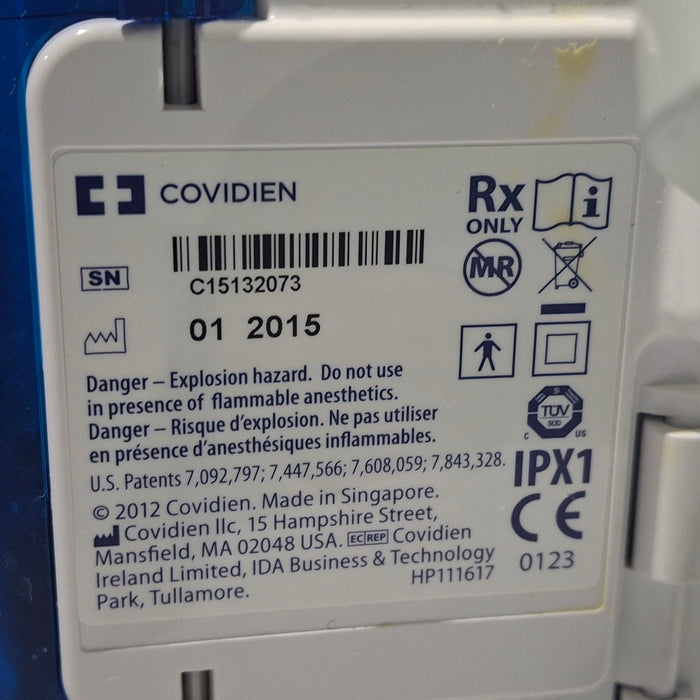 COVIDIEN
Rx
ONLY
i
SN
C15132073
MR
01 2015
Danger – Explosion hazard. Do not use
in presence of flammable anesthetics.
Danger – Risque d’explosion. Ne pas utiliser
en présence d’anesthésiques inflammables.
U.S. Patents 7,092,797; 7,447,566; 7,608,059; 7,843,328.
© 2012 Covidien. Made in Singapore.
Covidien llc, 15 Hampshire Street,
Mansfield, MA 02048 USA. EC REP Covidien
Ireland Limited, IDA Business & Technology
Park, Tullamore.
HP111617
TÜV
SÜD
C US
IPX1
CE
0123